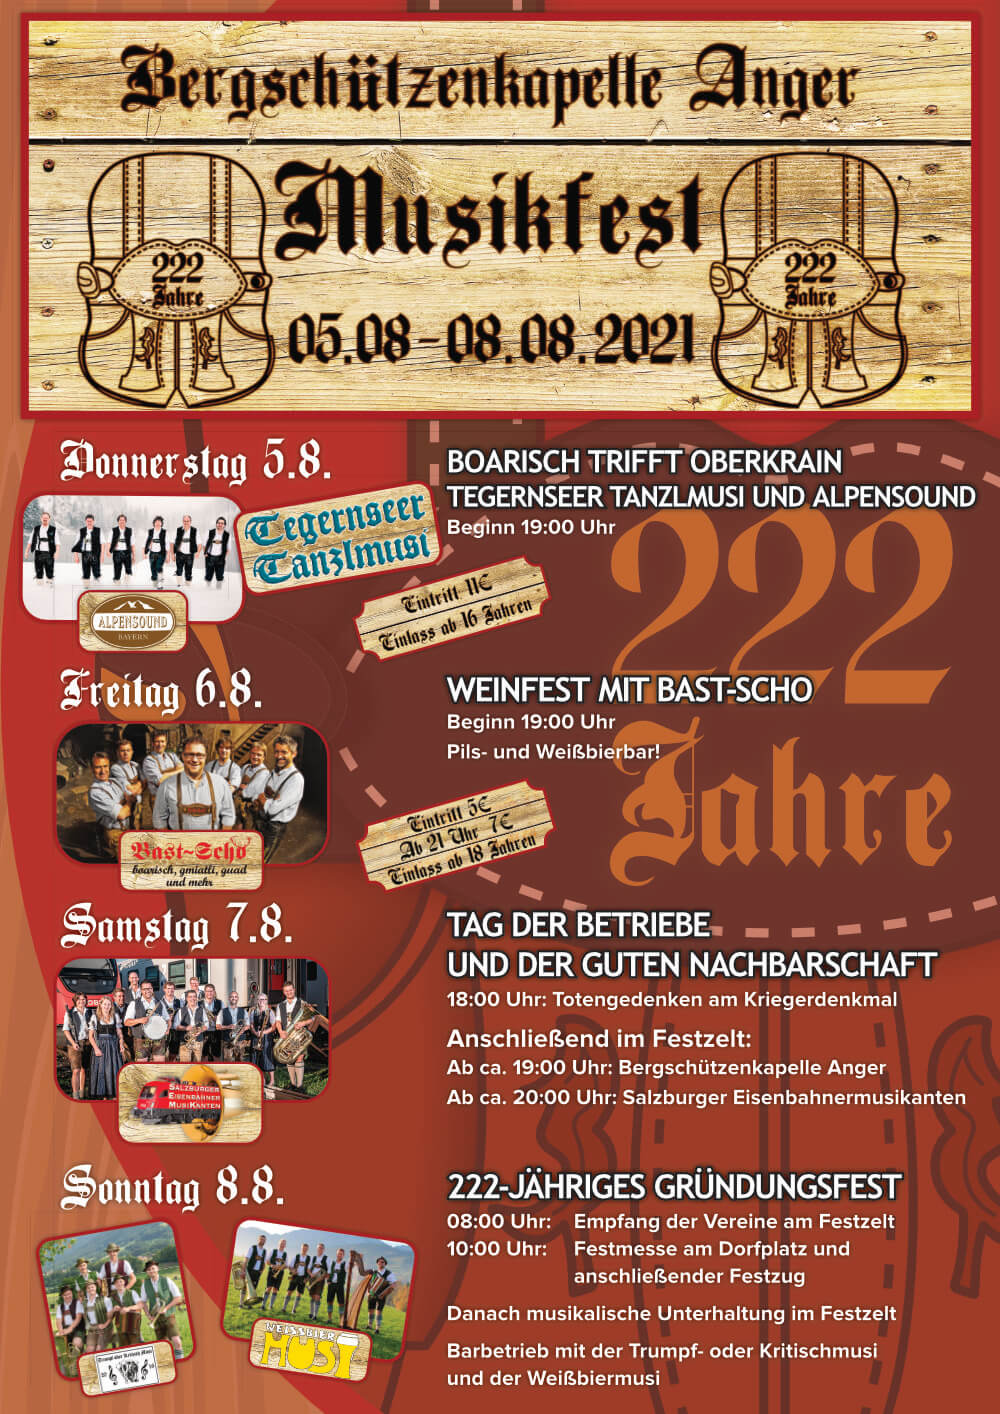 Bergschützenkapelle Anger
Musikfest
222
Jahre
222
Jahre
05.08-08.08.2021
Donnerstag 5.8.
BOARISCH TRIFFT OBERKRAIN
TEGERNSEER TANZLMUSI UND ALPENSOUND
Beginn 19:00 Uhr
Tegernseer
Tanzlmusi
ALPENSOUND
BAYERN
Eintritt 11€
Einlass ab 16 Jahren
222
Jahre
Freitag 6.8.
WEINFEST MIT BAST-SCHO
Beginn 19:00 Uhr
Pils- und Weißbierbar!
Bast~Scho
boarisch, gmiatli, guad
und mehr
Eintritt 5€
Ab 21 Uhr 7€
Einlass ab 18 Jahren
Samstag 7.8.
TAG DER BETRIEBE
UND DER GUTEN NACHBARSCHAFT
18:00 Uhr: Totengedenken am Kriegerdenkmal
Anschließend im Festzelt:
Ab ca. 19:00 Uhr: Bergschützenkapelle Anger
Ab ca. 20:00 Uhr: Salzburger Eisenbahnermusikanten
SALZBURGER
EISENBAHNER
MUSIKANTEN
Sonntag 8.8.
222-JÄHRIGES GRÜNDUNGSFEST
08:00 Uhr: Empfang der Vereine am Festzelt
10:00 Uhr: Festmesse am Dorfplatz und
anschließender Festzug
Danach musikalische Unterhaltung im Festzelt
Barbetrieb mit der Trumpf- oder Kritischmusi
und der Weißbiermusi
WEISSBIER
MUSI